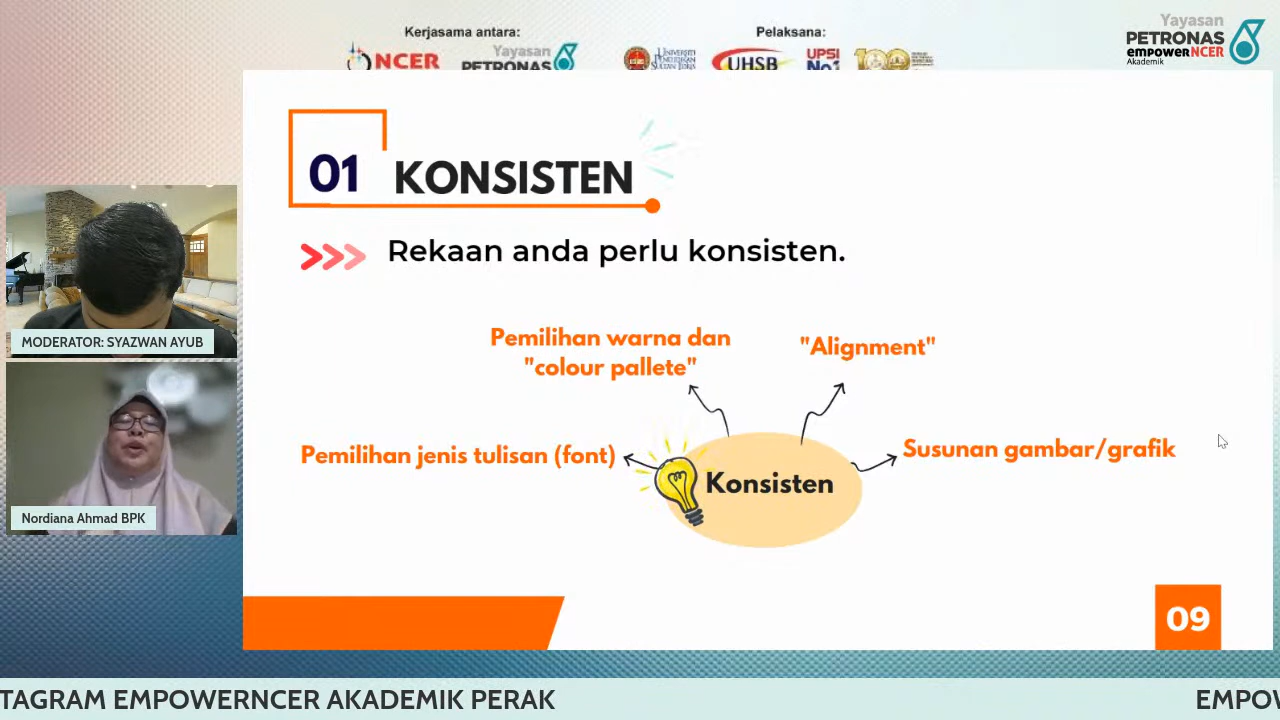 Kerjasama antara:
Pelaksana:
NCER
Yayasan
PETRONAS
UNIVERSITI
PENDIDIKAN
SULTAN IDRIS
UHSB
UPSI
No1
100
Yayasan
PETRONAS
empowerNCER
Akademik
01 KONSISTEN
Rekaan anda perlu konsisten.
Pemilihan warna dan
"colour pallete"
"Alignment"
Pemilihan jenis tulisan (font)
Konsisten
Susunan gambar/grafik
MODERATOR: SYAZWAN AYUB
Nordiana Ahmad BPK
09
TAGRAM EMPOWERNCER AKADEMIK PERAK
EMPOW